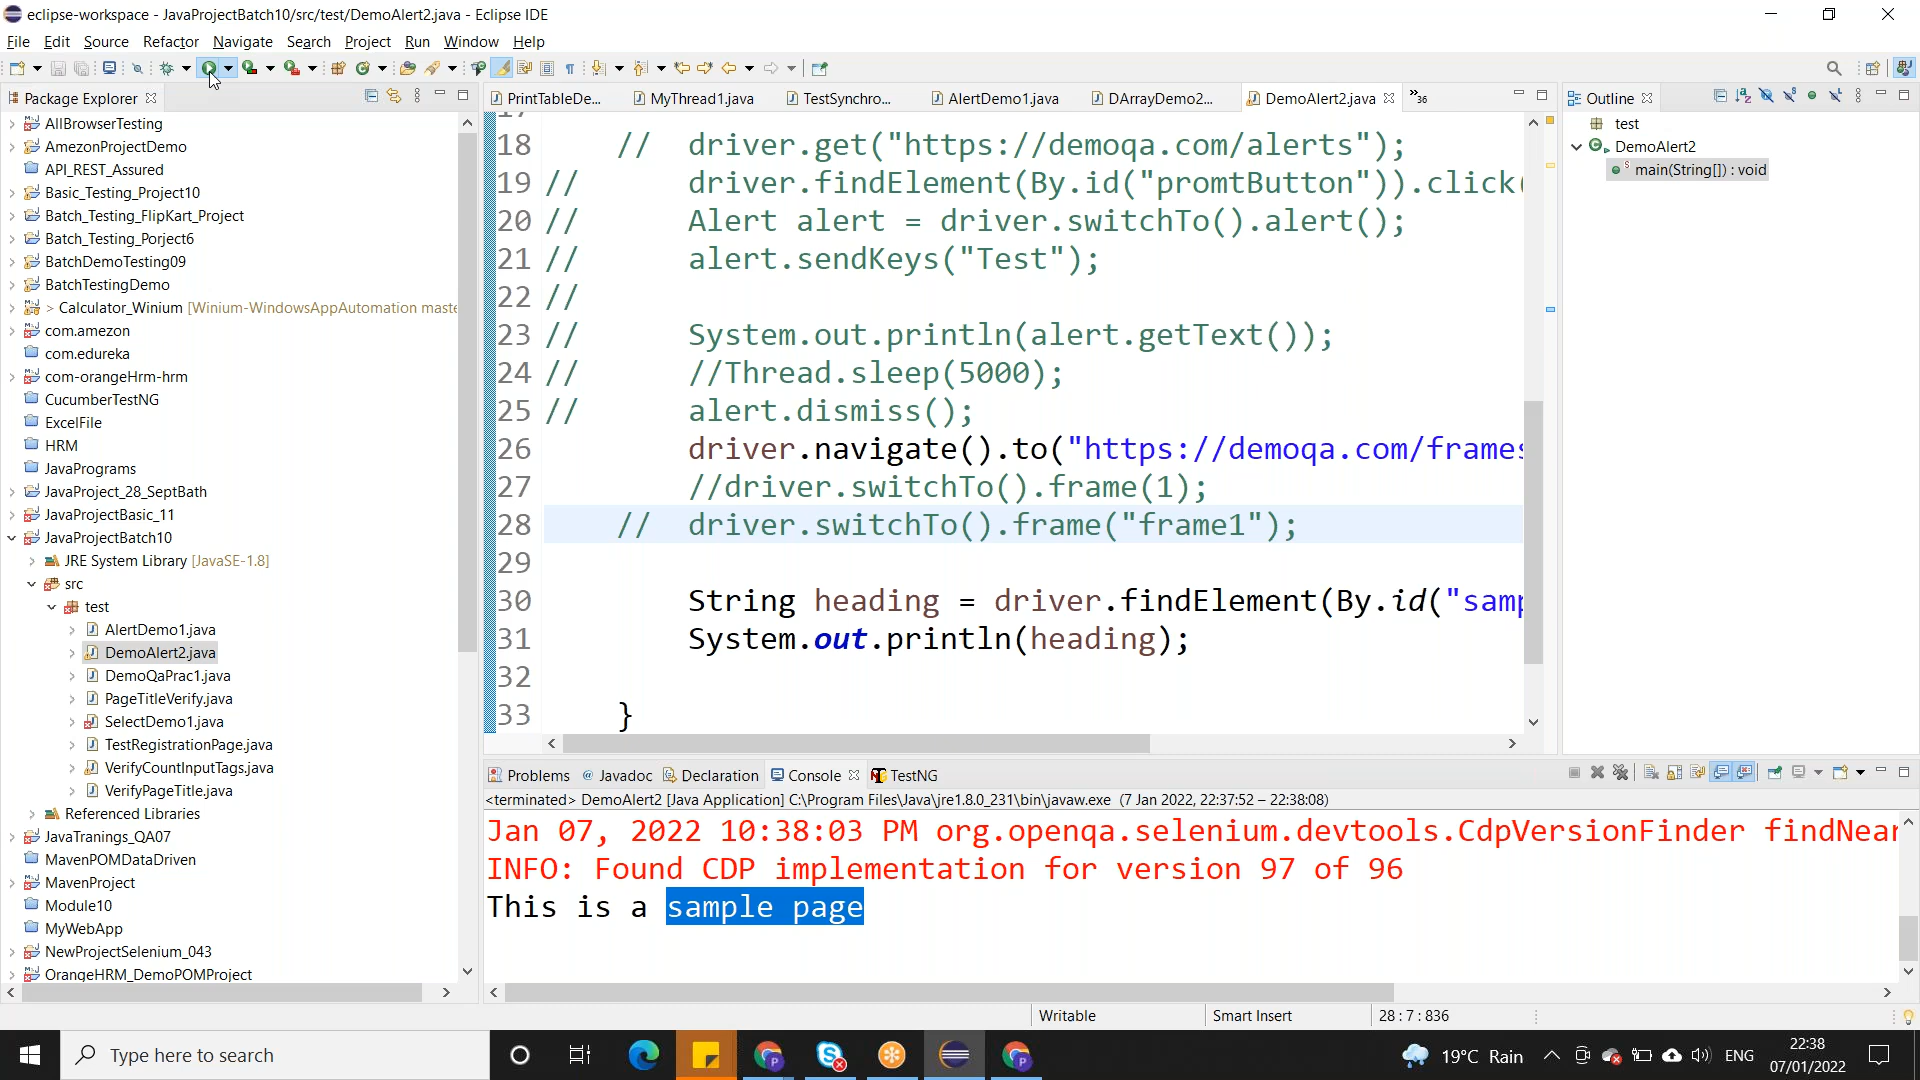 eclipse-workspace - JavaProjectBatch10/src/test/DemoAlert2.java - Eclipse IDE
File Edit Source Refactor Navigate Search Project Run Window Help
Package Explorer
AllBrowserTesting
AmezonProjectDemo
API_REST_Assured
Basic_Testing_Project10
Batch_Testing_FlipKart_Project
Batch_Testing_Porject6
BatchDemoTesting09
BatchTestingDemo
> Calculator_Winium [Winium-WindowsAppAutomation maste
com.amezon
com.edureka
com-orangeHrm-hrm
CucumberTestNG
ExcelFile
HRM
JavaPrograms
JavaProject_28_SeptBath
JavaProjectBasic_11
JavaProjectBatch10
JRE System Library [JavaSE-1.8]
src
test
AlertDemo1.java
DemoAlert2.java
DemoQaPrac1.java
PageTitleVerify.java
SelectDemo1.java
TestRegistrationPage.java
VerifyCountInputTags.java
VerifyPageTitle.java
Referenced Libraries
JavaTranings_QA07
MavenPOMDataDriven
MavenProject
Module10
MyWebApp
NewProjectSelenium_043
OrangeHRM_DemoPOMProject
PrintTableDe... MyThread1.java TestSynchro... AlertDemo1.java DArrayDemo2... DemoAlert2.java »36
18 // driver.get("https://demoqa.com/alerts");
19 // driver.findElement(By.id("promtButton")).click(
20 // Alert alert = driver.switchTo().alert();
21 // alert.sendKeys("Test");
22 //
23 // System.out.println(alert.getText());
24 // //Thread.sleep(5000);
25 // alert.dismiss();
26 driver.navigate().to("https://demoqa.com/frames
27 //driver.switchTo().frame(1);
28 // driver.switchTo().frame("frame1");
29
30 String heading = driver.findElement(By.id("samp
31 System.out.println(heading);
32
33 }
Outline
test
DemoAlert2
main(String[]) : void
Problems Javadoc Declaration Console TestNG
<terminated> DemoAlert2 [Java Application] C:\Program Files\Java\jre1.8.0_231\bin\javaw.exe (7 Jan 2022, 22:37:52 – 22:38:08)
Jan 07, 2022 10:38:03 PM org.openqa.selenium.devtools.CdpVersionFinder findNear
INFO: Found CDP implementation for version 97 of 96
This is a sample page
Writable Smart Insert 28 : 7 : 836
Type here to search
19°C Rain ENG
22:38
07/01/2022